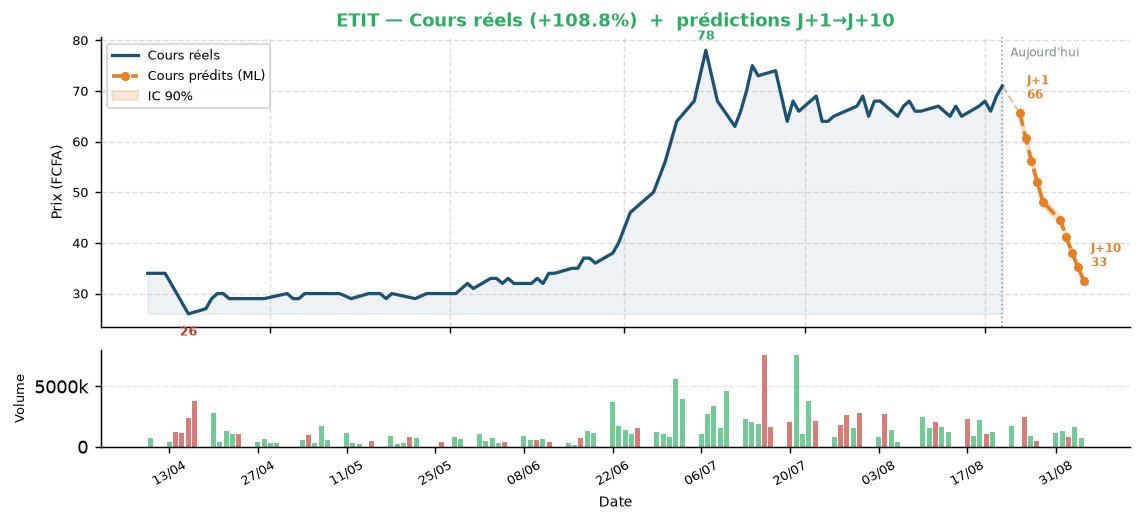 ETIT — Cours réels (+108.8%)  +  prédictions J+1→J+10
78
Aujourd'hui
Cours réels
Cours prédits (ML)
IC 90%
J+1
66
J+10
33
26
80
70
60
50
40
30
Prix (FCFA)
5000k
0
Volume
13/04
27/04
11/05
25/05
08/06
22/06
06/07
20/07
03/08
17/08
31/08
Date